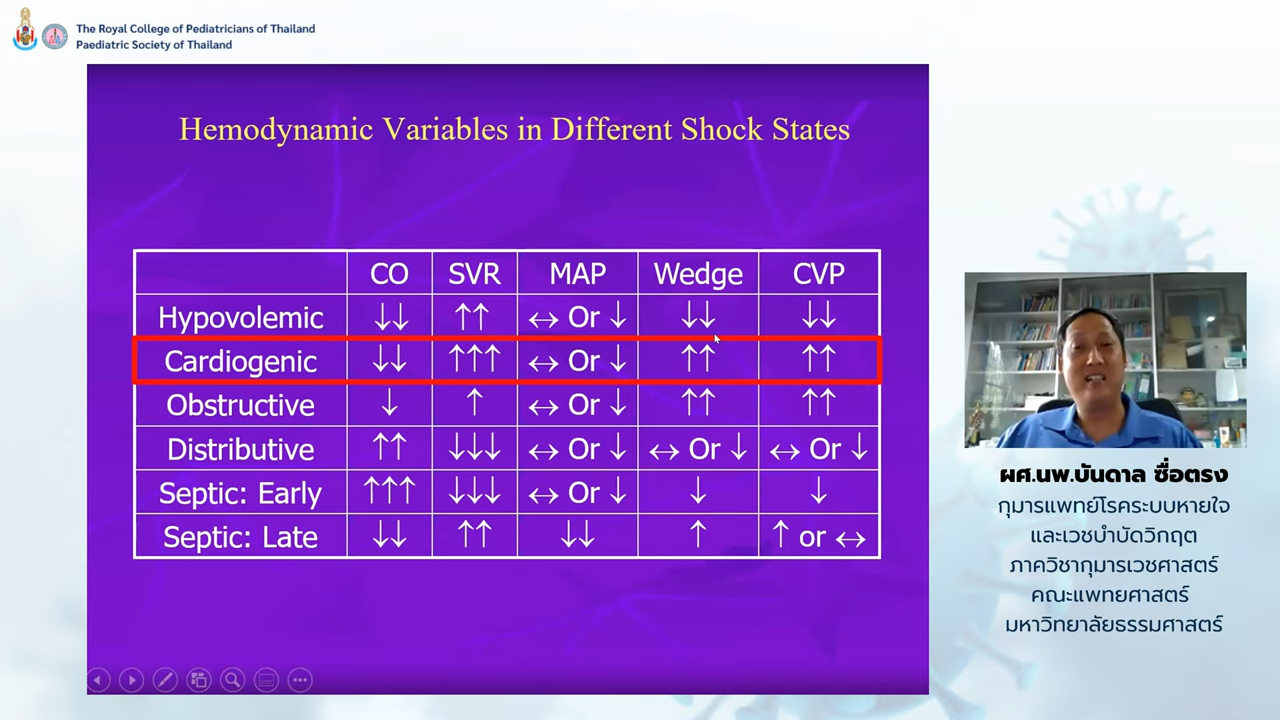 The Royal College of Pediatricians of Thailand
Paediatric Society of Thailand
Hemodynamic Variables in Different Shock States
CO SVR MAP Wedge CVP
Hypovolemic ↓↓ ↑↑ ↔ Or ↓ ↓↓ ↓↓
Cardiogenic ↓↓ ↑↑↑ ↔ Or ↓ ↑↑ ↑↑
Obstructive ↓ ↑ ↔ Or ↓ ↑↑ ↑↑
Distributive ↑↑ ↓↓↓ ↔ Or ↓ ↔ Or ↓ ↔ Or ↓
Septic: Early ↑↑↑ ↓↓↓ ↔ Or ↓ ↓ ↓
Septic: Late ↓↓ ↑↑ ↓↓ ↑ ↑ or ↔
ผศ.นพ.บันดาล ซื่อตรง
กุมารแพทย์โรคระบบหายใจ
และเวชบำบัดวิกฤต
ภาควิชากุมารเวชศาสตร์
คณะแพทยศาสตร์
มหาวิทยาลัยธรรมศาสตร์